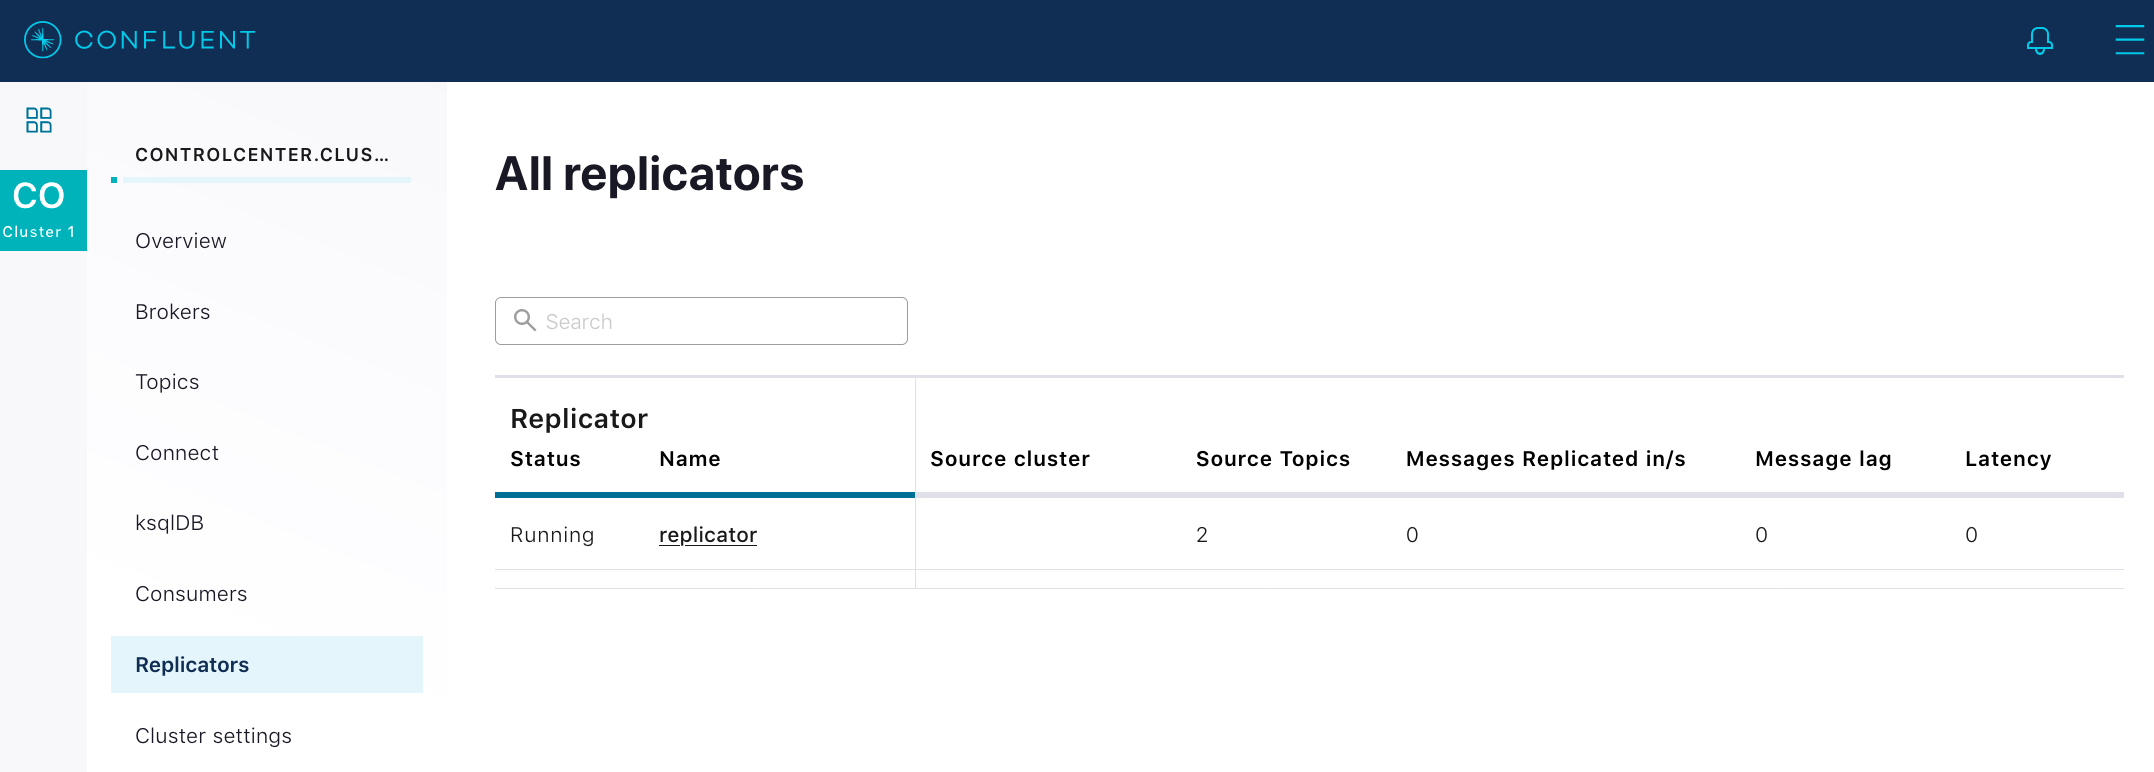 CONFLUENT
CO
Cluster 1
CONTROLCENTER.CLUS...
Overview
Brokers
Topics
Connect
ksqlDB
Consumers
Replicators
Cluster settings
All replicators
Search
Replicator
Status Name Source cluster Source Topics Messages Replicated in/s Message lag Latency
Running replicator 2 0 0 0